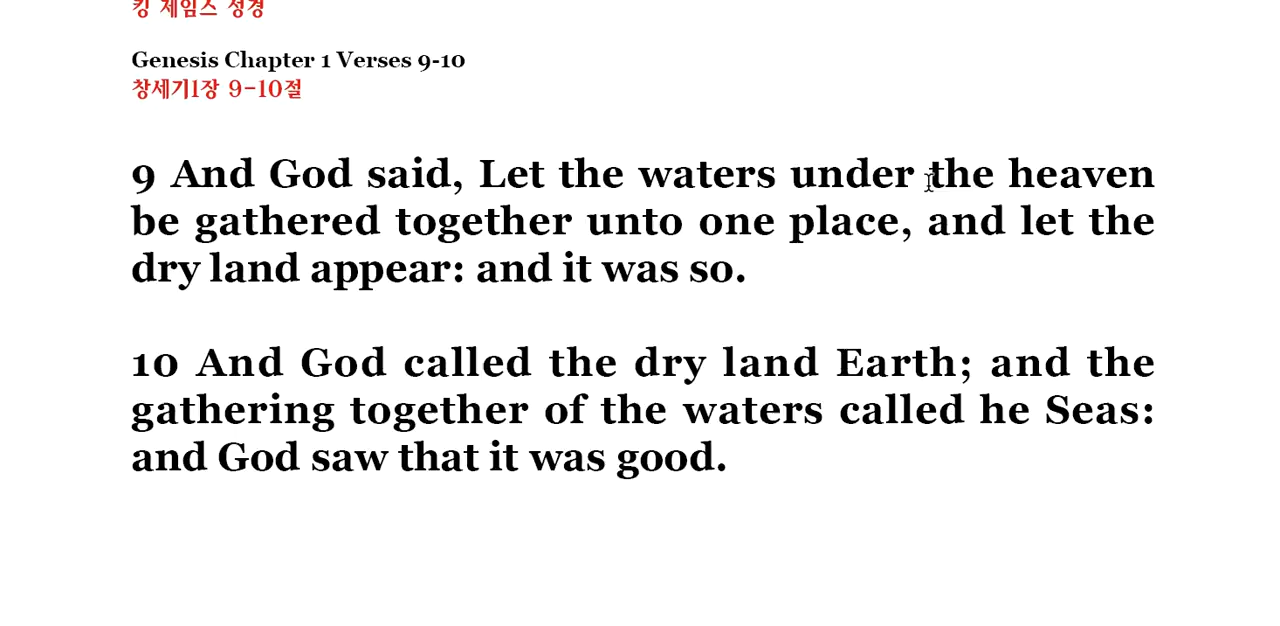 킹 제임스 성경
Genesis Chapter 1 Verses 9-10
창세기1장 9-10절
9 And God said, Let the waters under the heaven
be gathered together unto one place, and let the
dry land appear: and it was so.
10 And God called the dry land Earth; and the
gathering together of the waters called he Seas:
and God saw that it was good.